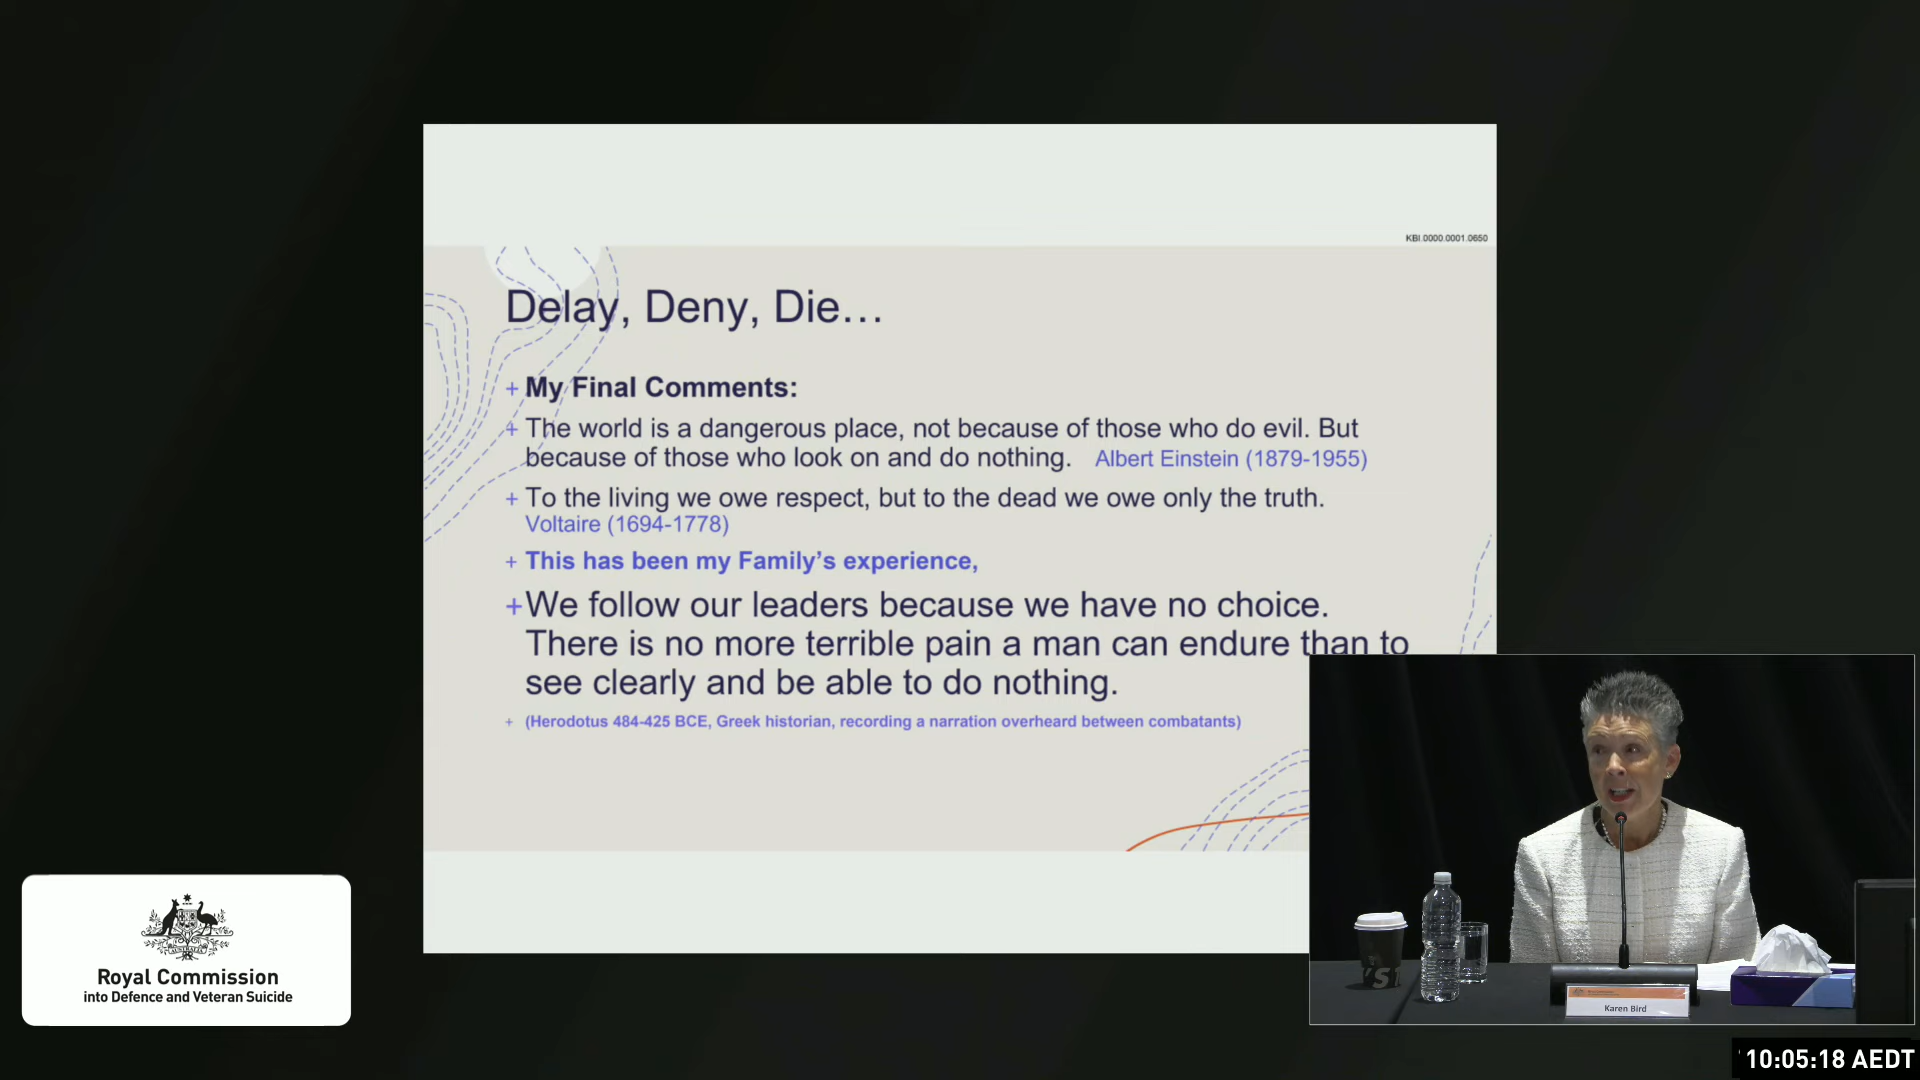 KBI.0000.0001.0650
Delay, Deny, Die…
+ My Final Comments:
+ The world is a dangerous place, not because of those who do evil. But
because of those who look on and do nothing. Albert Einstein (1879-1955)
+ To the living we owe respect, but to the dead we owe only the truth.
Voltaire (1694-1778)
+ This has been my Family’s experience,
+ We follow our leaders because we have no choice.
There is no more terrible pain a man can endure than to
see clearly and be able to do nothing.
+ (Herodotus 484-425 BCE, Greek historian, recording a narration overheard between combatants)
Royal Commission
into Defence and Veteran Suicide
Karen Bird
10:05:18 AEDT